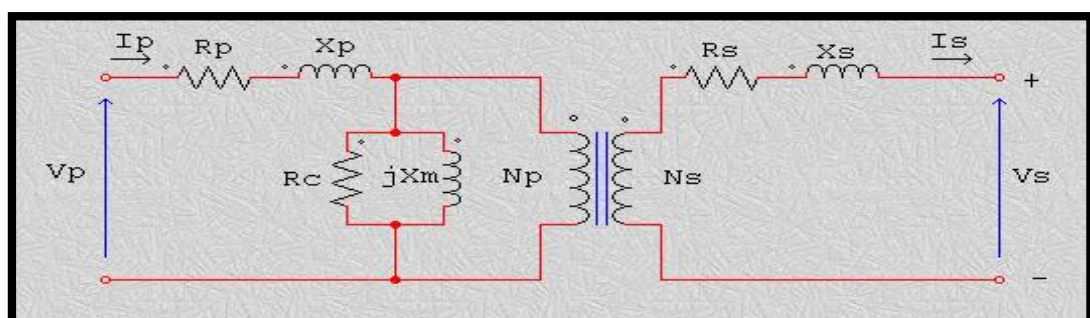 Ip Rp Xp Rs Xs Is
+
Vp Rc jXm Np Ns Vs
-